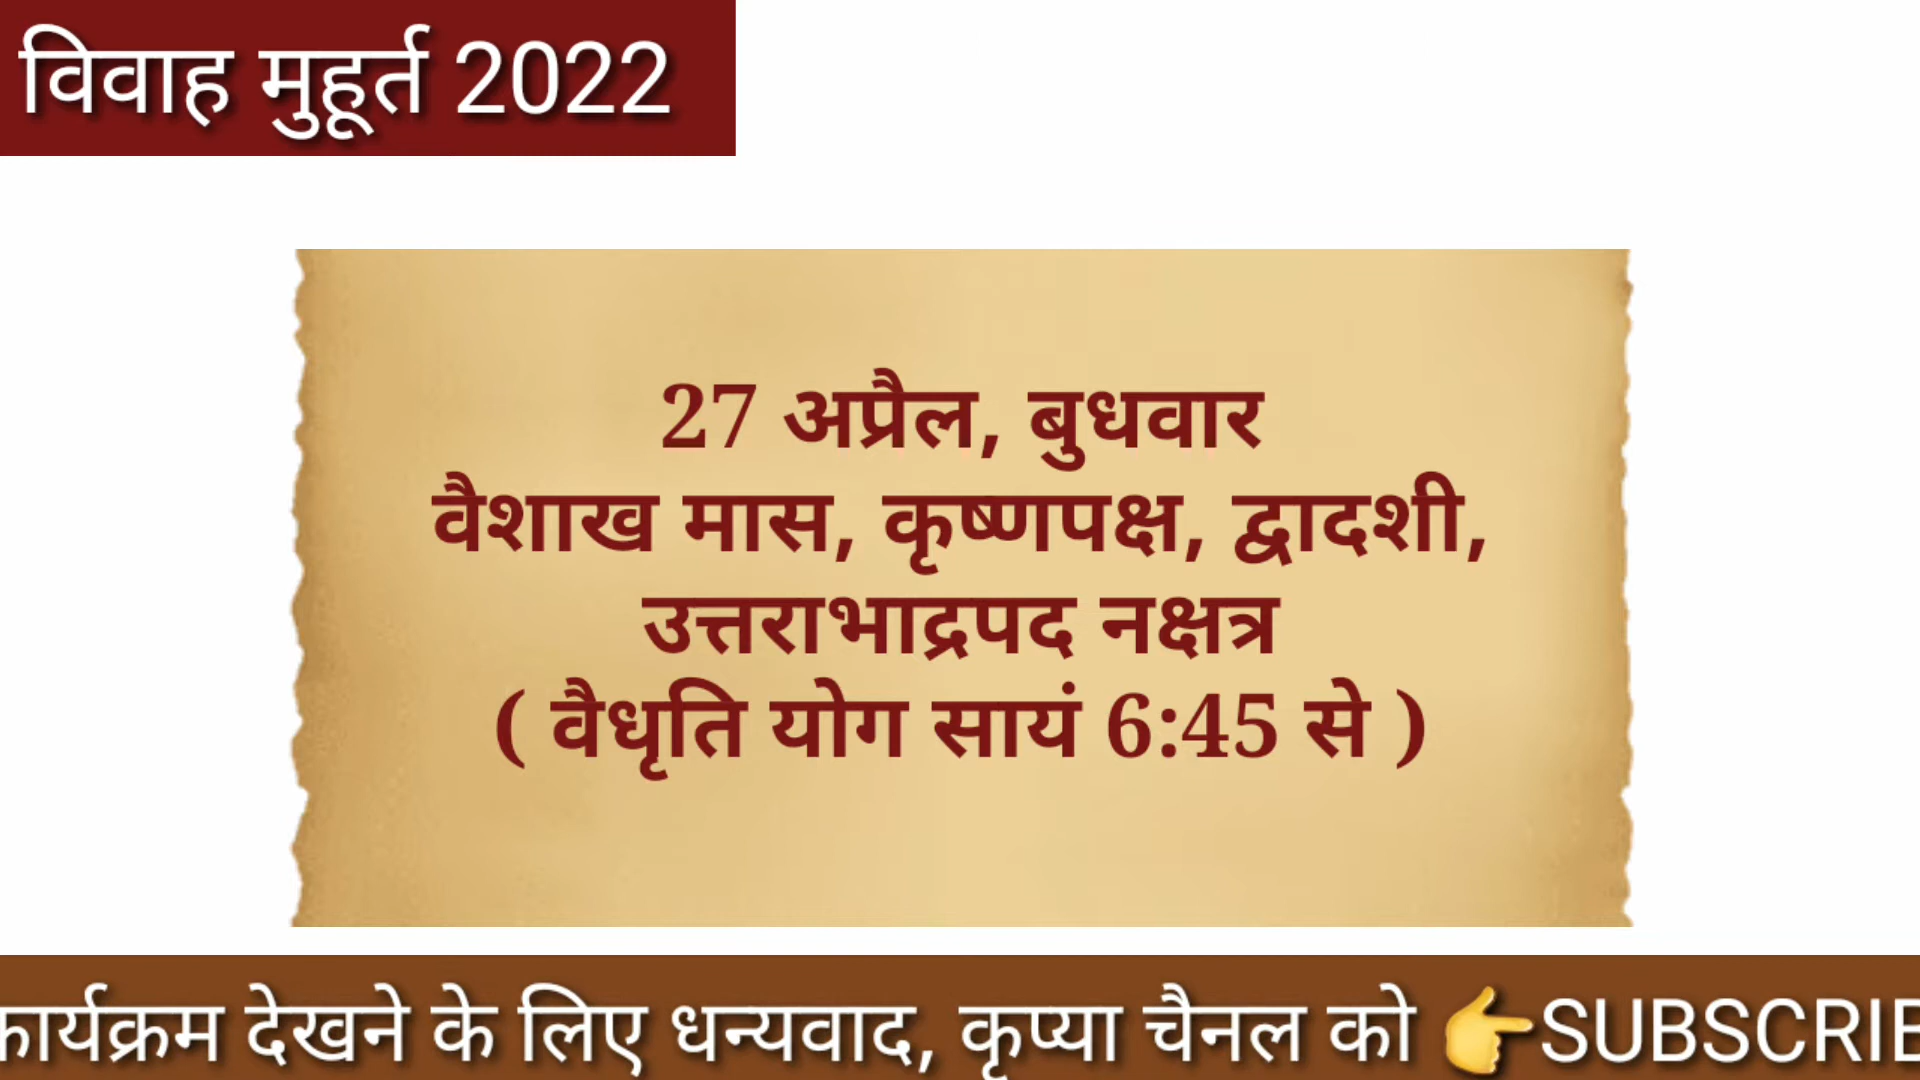 विवाह मुहूर्त 2022
27 अप्रैल, बुधवार
वैशाख मास, कृष्णपक्ष, द्वादशी,
उत्तराभाद्रपद नक्षत्र
( वैधृति योग सायं 6:45 से )
कार्यक्रम देखने के लिए धन्यवाद, कृप्या चैनल को 👉SUBSCRIBE